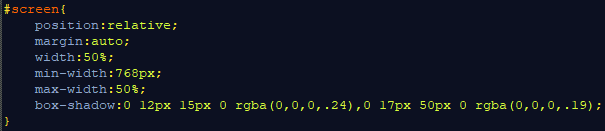 #screen{
position:relative;
margin:auto;
width:50%;
min-width:768px;
max-width:50%;
box-shadow:0 12px 15px 0 rgba(0,0,0,.24),0 17px 50px 0 rgba(0,0,0,.19);
}